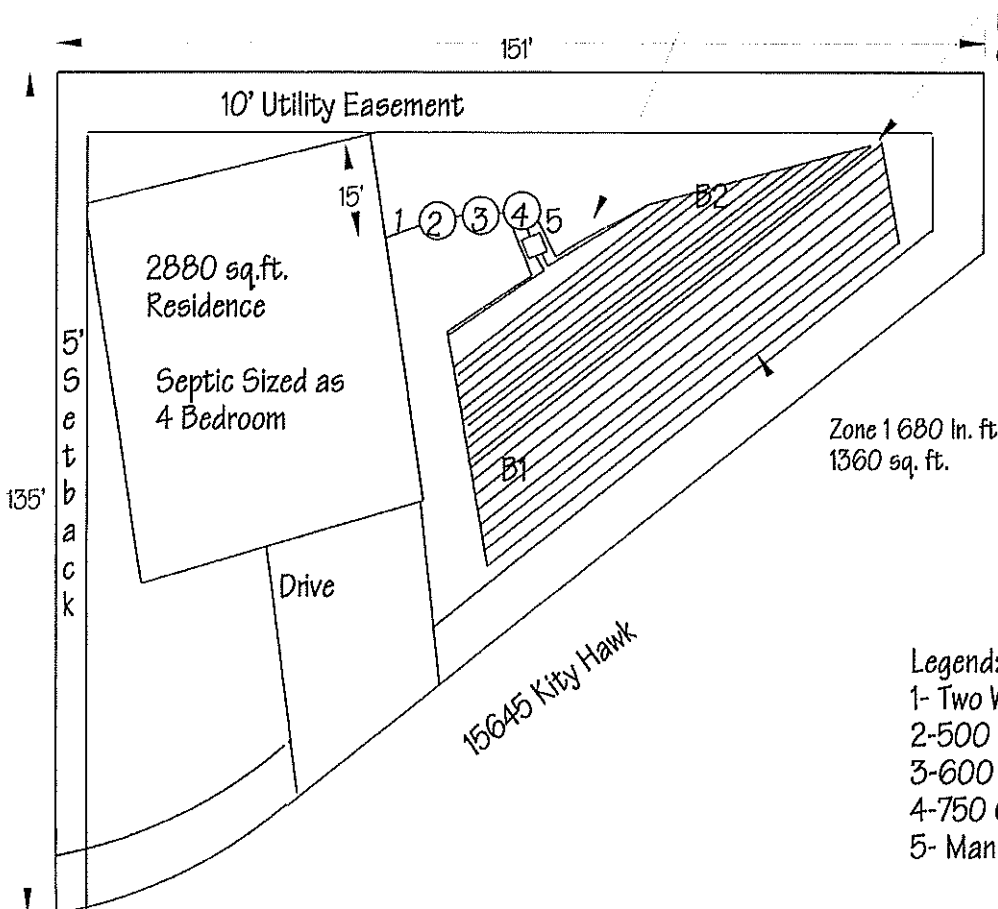 151'
10' Utility Easement
15'
1 2 3 4 5
B2
2880 sq.ft.
Residence
Septic Sized as
4 Bedroom
5' Setback
135'
B1
Zone 1 680 ln. ft
1360 sq. ft.
Drive
15645 Kity Hawk
Legend:
1- Two
2-500
3-600
4-750
5- Man